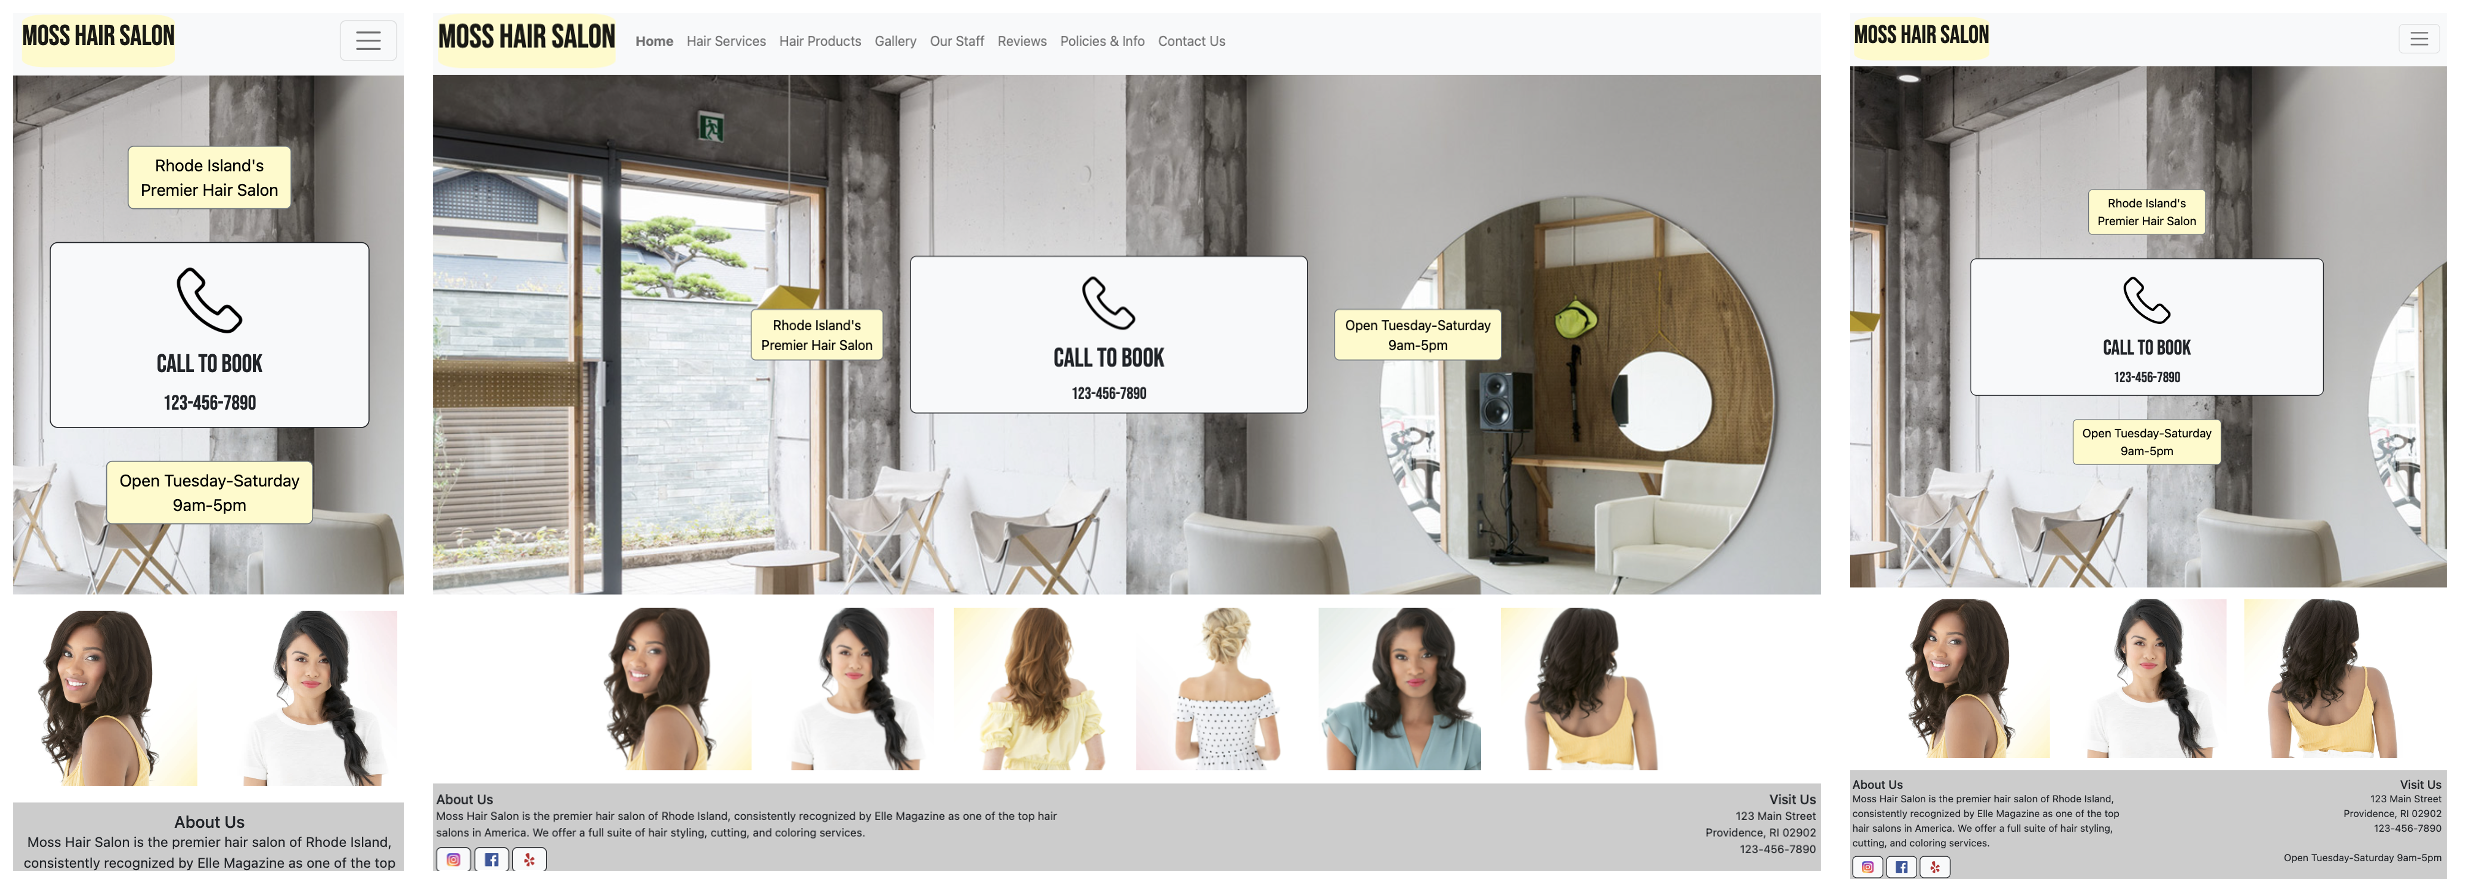 MOSS HAIR SALON
Rhode Island's
Premier Hair Salon
CALL TO BOOK
123-456-7890
Open Tuesday-Saturday
9am-5pm
About Us
Moss Hair Salon is the premier hair salon of Rhode Island,
consistently recognized by Elle Magazine as one of the top
MOSS HAIR SALON
Home Hair Services Hair Products Gallery Our Staff Reviews Policies & Info Contact Us
Rhode Island's
Premier Hair Salon
CALL TO BOOK
123-456-7890
Open Tuesday-Saturday
9am-5pm
About Us
Moss Hair Salon is the premier hair salon of Rhode Island, consistently recognized by Elle Magazine as one of the top hair
salons in America. We offer a full suite of hair styling, cutting, and coloring services.
Visit Us
123 Main Street
Providence, RI 02902
123-456-7890
MOSS HAIR SALON
Rhode Island's
Premier Hair Salon
CALL TO BOOK
123-456-7890
Open Tuesday-Saturday
9am-5pm
About Us
Moss Hair Salon is the premier hair salon of Rhode Island,
consistently recognized by Elle Magazine as one of the top
hair salons in America. We offer a full suite of hair styling,
cutting, and coloring services.
Visit Us
123 Main Street
Providence, RI 02902
123-456-7890
Open Tuesday-Saturday 9am-5pm